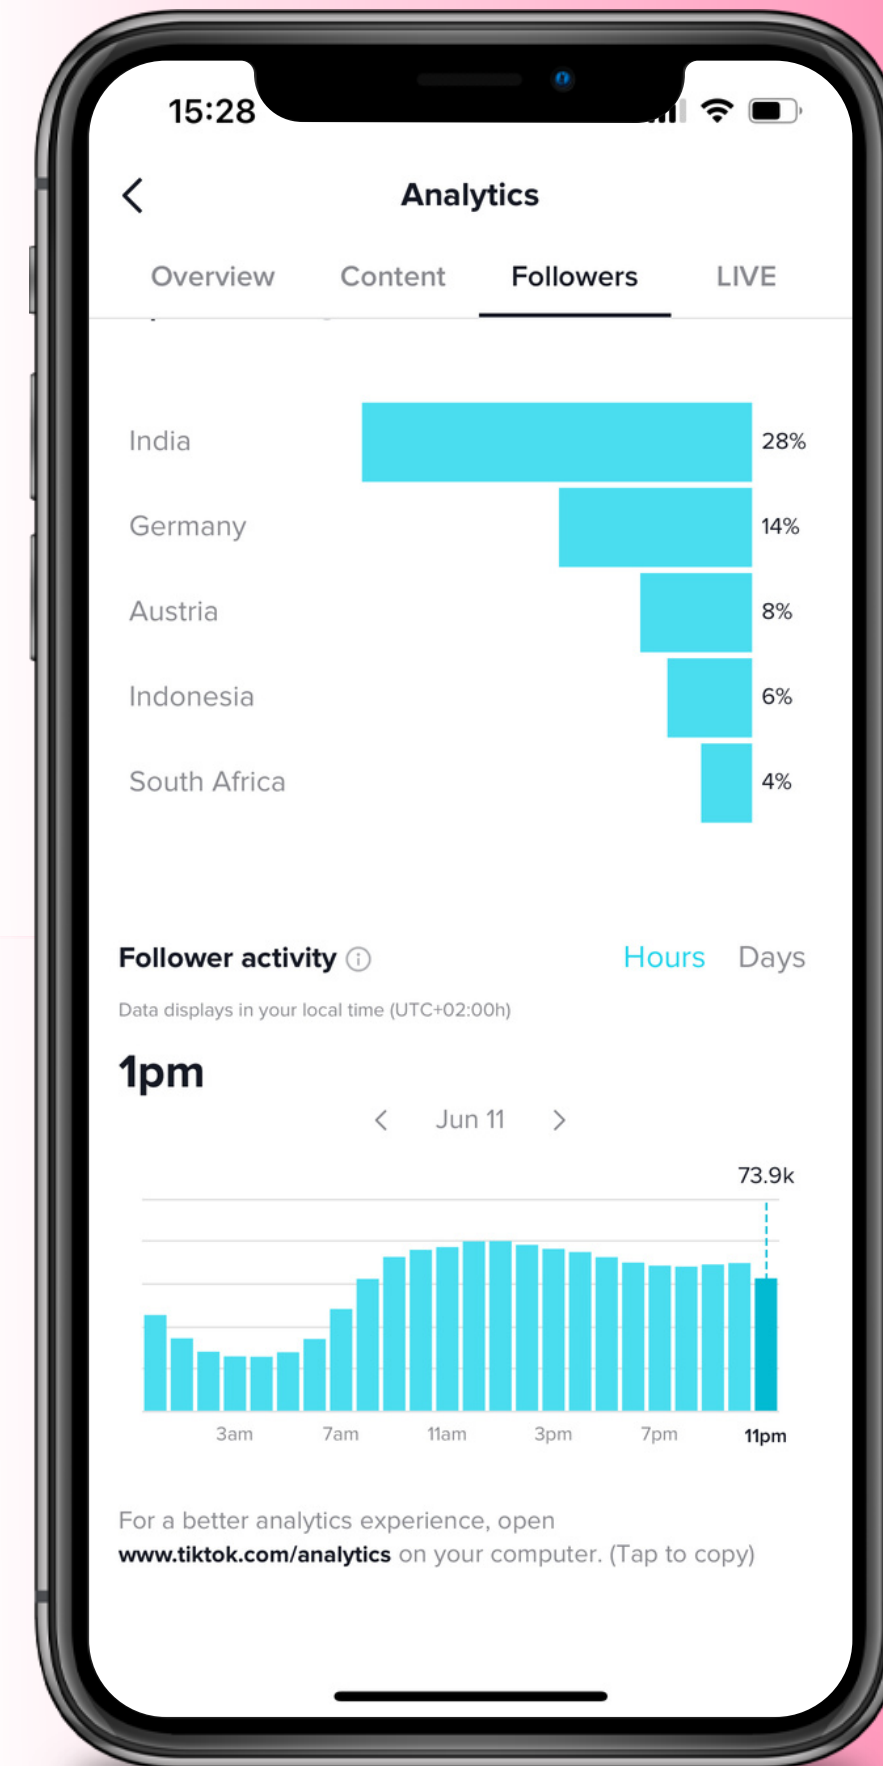 15:28
Analytics
Overview Content Followers LIVE
India 28%
Germany 14%
Austria 8%
Indonesia 6%
South Africa 4%
Follower activity Hours Days
Data displays in your local time (UTC+02:00h)
1pm
Jun 11
73.9k
3am 7am 11am 3pm 7pm 11pm
For a better analytics experience, open
www.tiktok.com/analytics on your computer. (Tap to copy)